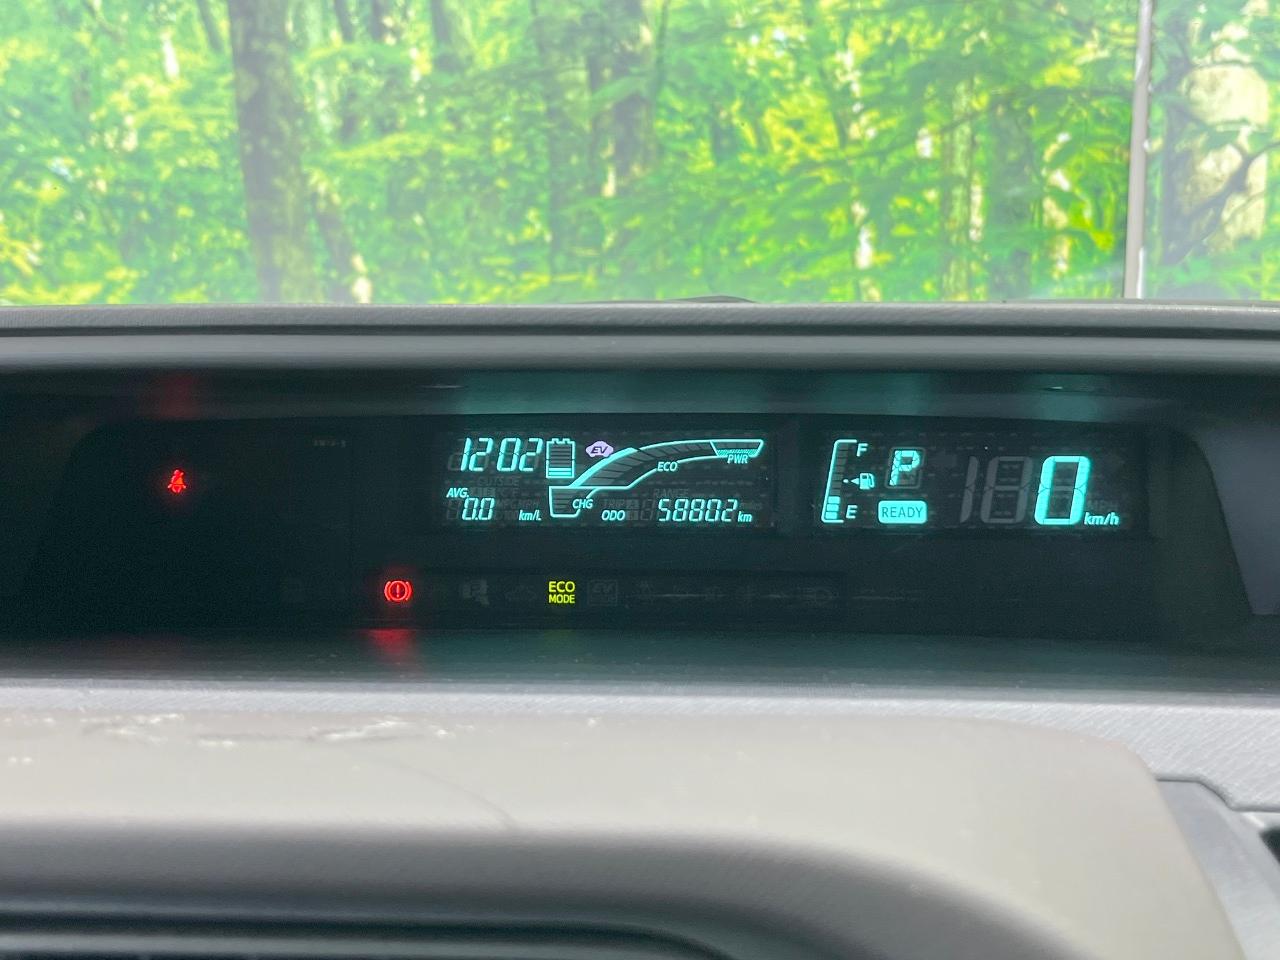 12:02
EV
ECO
PWR
CHG
AVG.
0.0 km/L
ODO 58802 km
F
E
P
READY
0 km/h
ECO
MODE